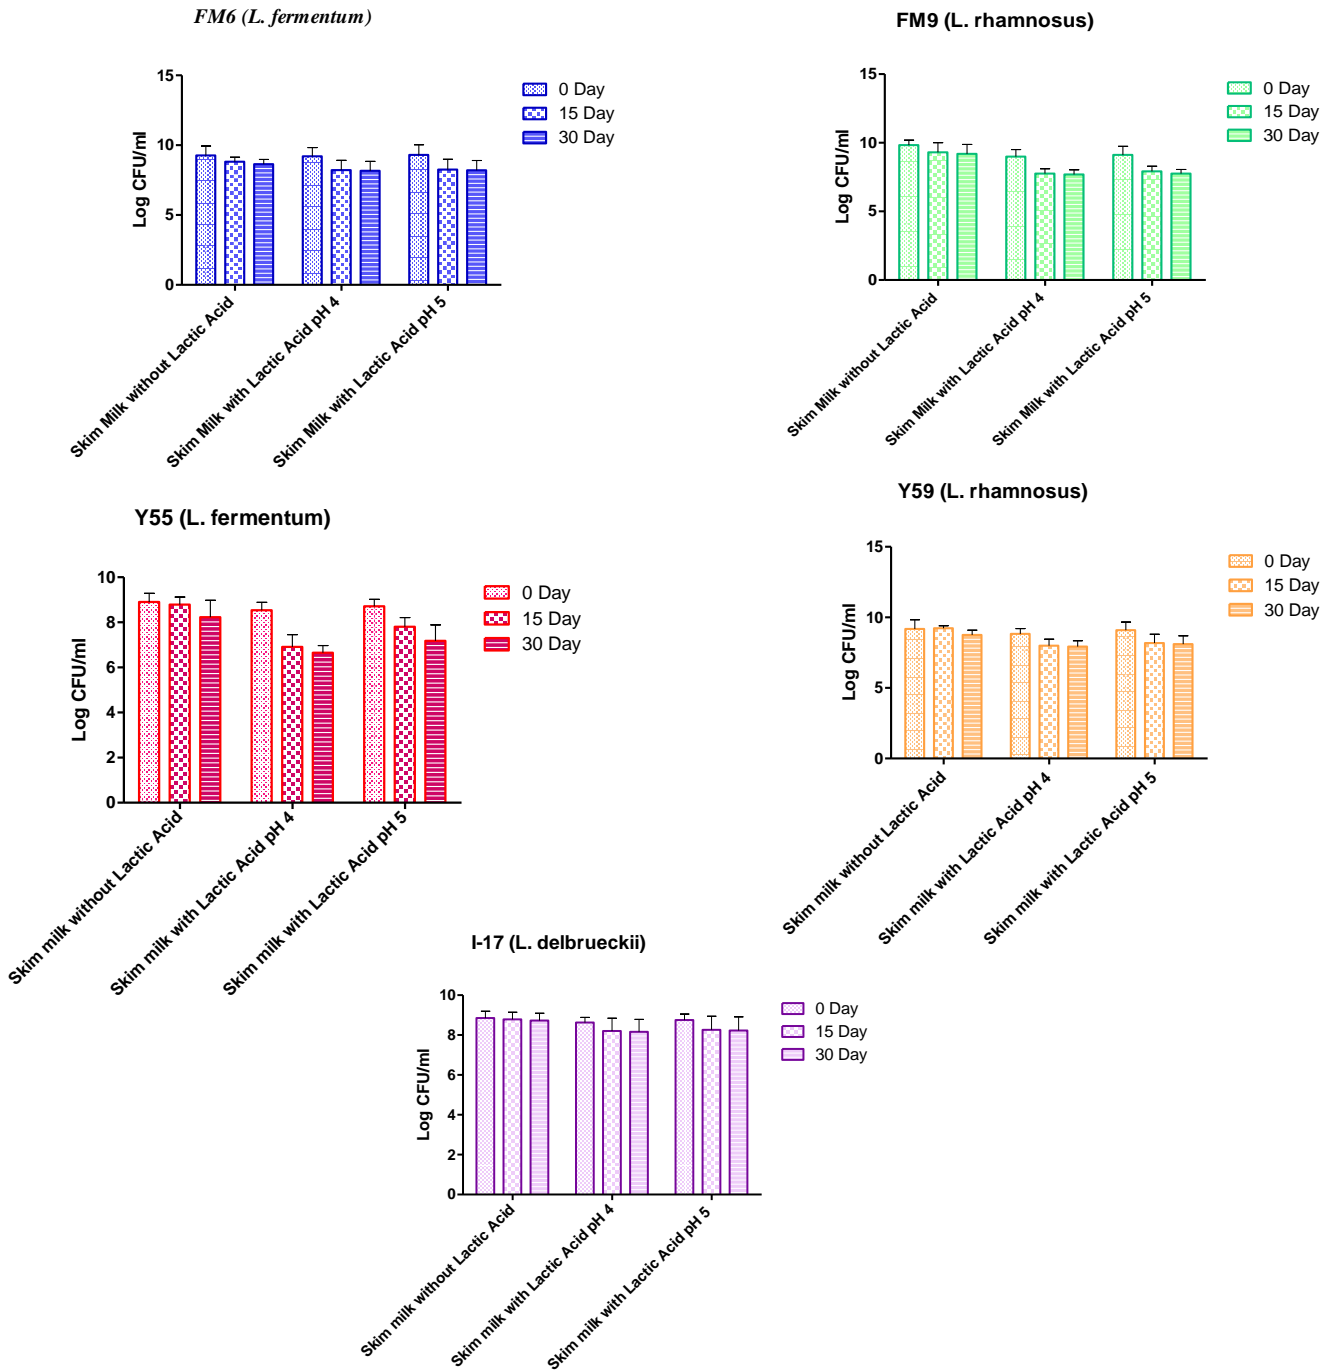 FM6 (L. fermentum)
15
10
5
0
Log CFU/ml
0 Day
15 Day
30 Day
Skim Milk without Lactic Acid
Skim Milk with Lactic Acid pH 4
Skim Milk with Lactic Acid pH 5
FM9 (L. rhamnosus)
15
10
5
0
Log CFU/ml
0 Day
15 Day
30 Day
Skim Milk without Lactic Acid
Skim Milk with Lactic Acid pH 4
Skim Milk with Lactic Acid pH 5
Y55 (L. fermentum)
10
8
6
4
2
0
Log CFU/ml
0 Day
15 Day
30 Day
Skim milk without Lactic Acid
Skim milk with Lactic Acid pH 4
Skim milk with Lactic Acid pH 5
Y59 (L. rhamnosus)
15
10
5
0
Log CFU/ml
0 Day
15 Day
30 Day
Skim milk without Lactic Acid
Skim milk with Lactic Acid pH 4
Skim milk with Lactic Acid pH 5
I-17 (L. delbrueckii)
10
8
6
4
2
0
Log CFU/ml
0 Day
15 Day
30 Day
Skim milk without Lactic Acid
Skim milk with Lactic Acid pH 4
Skim milk with Lactic Acid pH 5